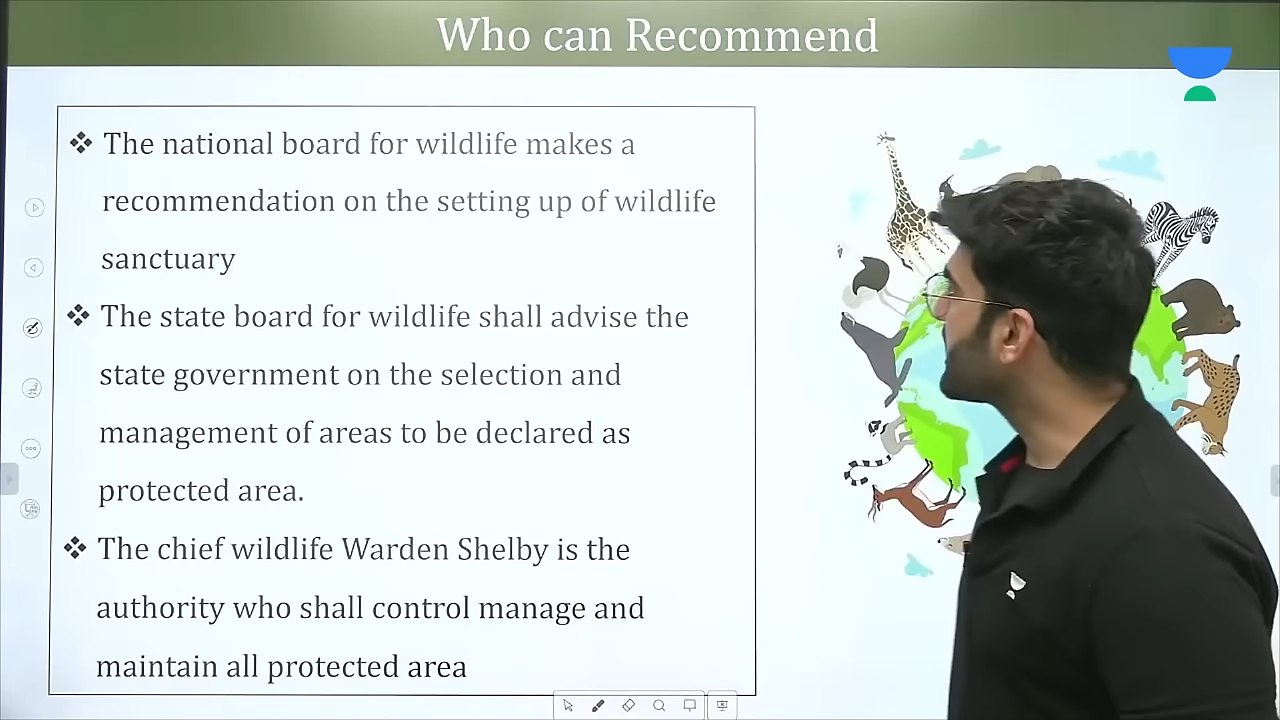 Who can Recommend
❖ The national board for wildlife makes a
recommendation on the setting up of wildlife
sanctuary
❖ The state board for wildlife shall advise the
state government on the selection and
management of areas to be declared as
protected area.
❖ The chief wildlife Warden Shelby is the
authority who shall control manage and
maintain all protected area